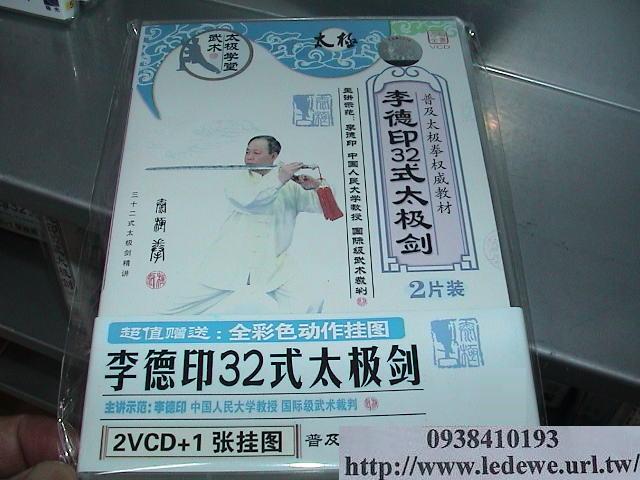 太极学堂
武术
太極
VCD
普及太极拳权威教材
李德印32式太极剑
2片装
主讲示范：李德印 中国人民大学教授 国际级武术裁判
三十二式太极剑精讲
超值赠送：全彩色动作挂图
李德印32式太极剑
主讲示范：李德印 中国人民大学教授 国际级武术裁判
2VCD+1 张挂图
普及
0938410193
http://www.ledewe.url.tw/